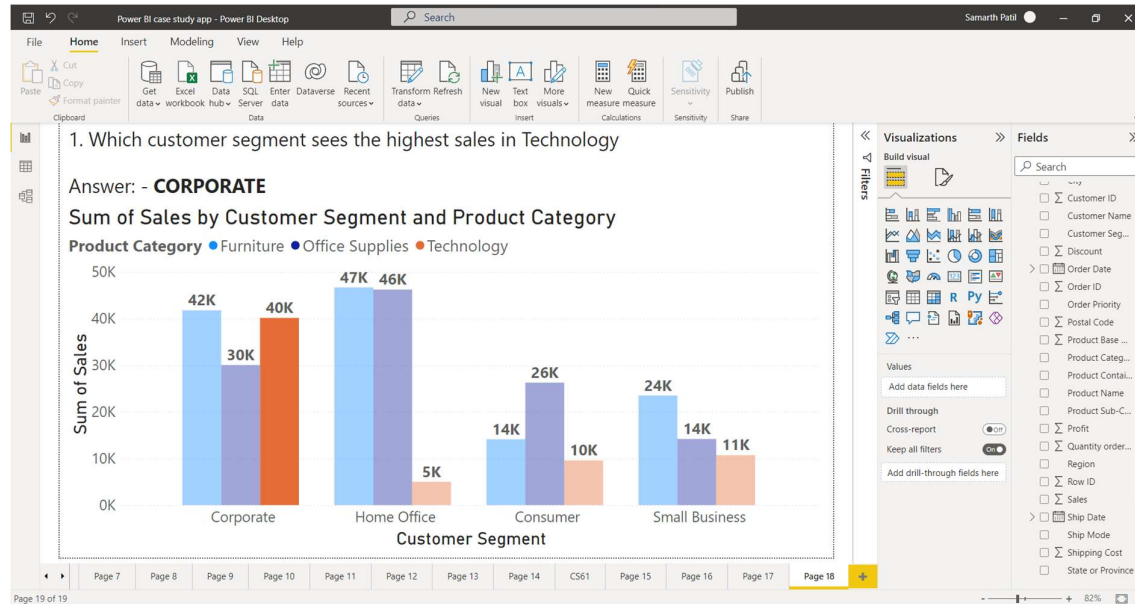 Power BI case study app - Power BI Desktop
Search
Samarth Patil
File Home Insert Modeling View Help
Paste
Cut
Copy
Format painter
Get data
Excel workbook
Data hub
SQL Server
Enter data
Dataverse
Recent sources
Transform data
Refresh
New visual
Text box
More visuals
New measure
Quick measure
Sensitivity
Publish
Clipboard Data Queries Insert Calculations Sensitivity Share
1. Which customer segment sees the highest sales in Technology
Answer: - CORPORATE
Sum of Sales by Customer Segment and Product Category
Product Category Furniture Office Supplies Technology
Sum of Sales
50K
40K
30K
20K
10K
0K
42K 30K 40K
47K 46K 5K
14K 26K 10K
24K 14K 11K
Corporate Home Office Consumer Small Business
Customer Segment
Filters
Visualizations
Build visual
R Py
Values
Add data fields here
Drill through
Cross-report Off
Keep all filters On
Add drill-through fields here
Fields
Search
City
Customer ID
Customer Name
Customer Seg...
Discount
Order Date
Order ID
Order Priority
Postal Code
Product Base ...
Product Categ...
Product Contai...
Product Name
Product Sub-C...
Profit
Quantity order...
Region
Row ID
Sales
Ship Date
Ship Mode
Shipping Cost
State or Province
Page 7 Page 8 Page 9 Page 10 Page 11 Page 12 Page 13 Page 14 CS61 Page 15 Page 16 Page 17 Page 18
Page 19 of 19
82%